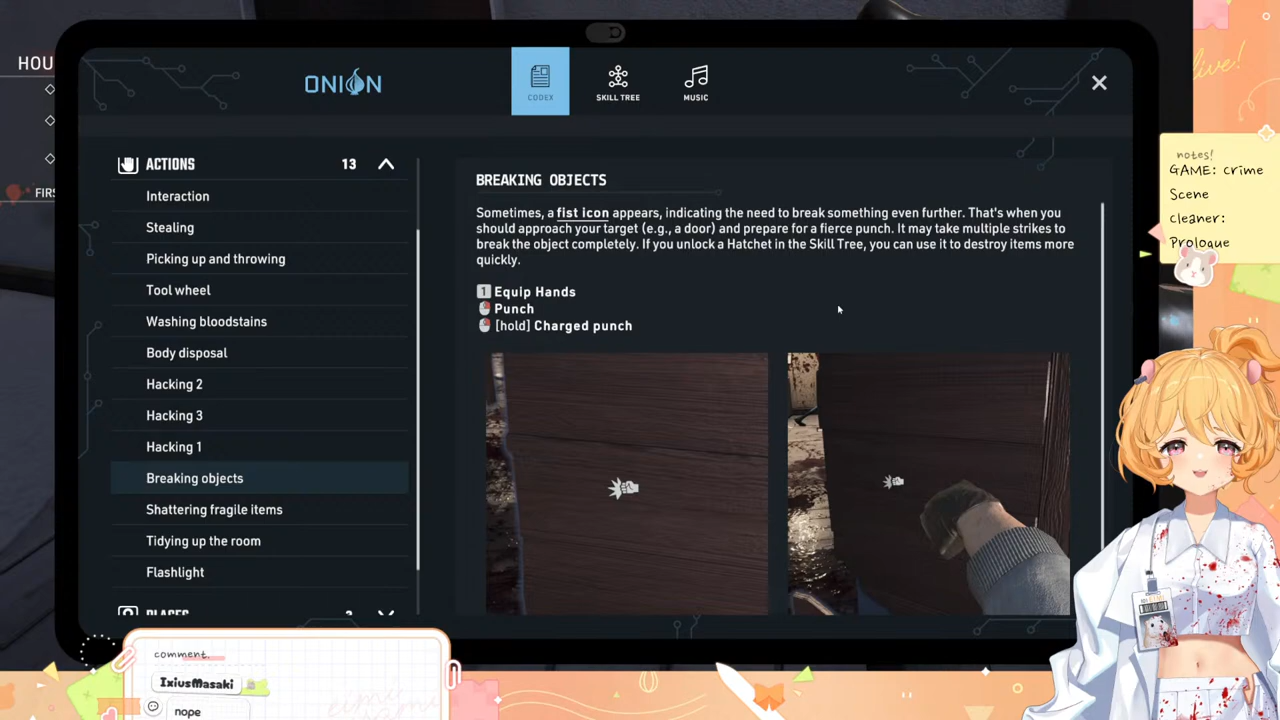 HOU
FIRS
ONION
CODEX
SKILL TREE
MUSIC
ACTIONS 13
Interaction
Stealing
Picking up and throwing
Tool wheel
Washing bloodstains
Body disposal
Hacking 2
Hacking 3
Hacking 1
Breaking objects
Shattering fragile items
Tidying up the room
Flashlight
PLACES
BREAKING OBJECTS
Sometimes, a fist icon appears, indicating the need to break something even further. That's when you
should approach your target (e.g., a door) and prepare for a fierce punch. It may take multiple strikes to
break the object completely. If you unlock a Hatchet in the Skill Tree, you can use it to destroy items more
quickly.
1 Equip Hands
Punch
[hold] Charged punch
live!
notes!
GAME: crime
Scene
cleaner:
Prologue
comment.
IxiusMasaki
nope